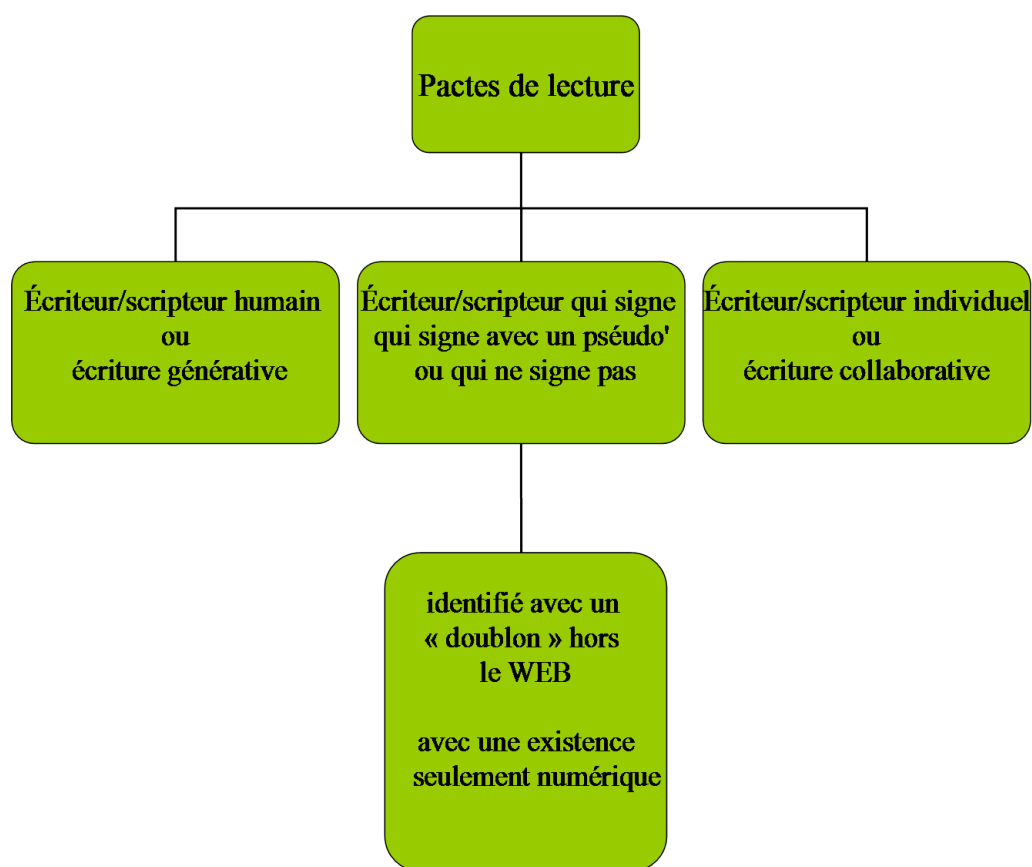 Pactes de lecture
Écriteur/scripteur humain
ou
écriture générative
Écriteur/scripteur qui signe
qui signe avec un pséudo'
ou qui ne signe pas
Écriteur/scripteur individuel
ou
écriture collaborative
identifié avec un
« doublon » hors
le WEB
avec une existence
seulement numérique